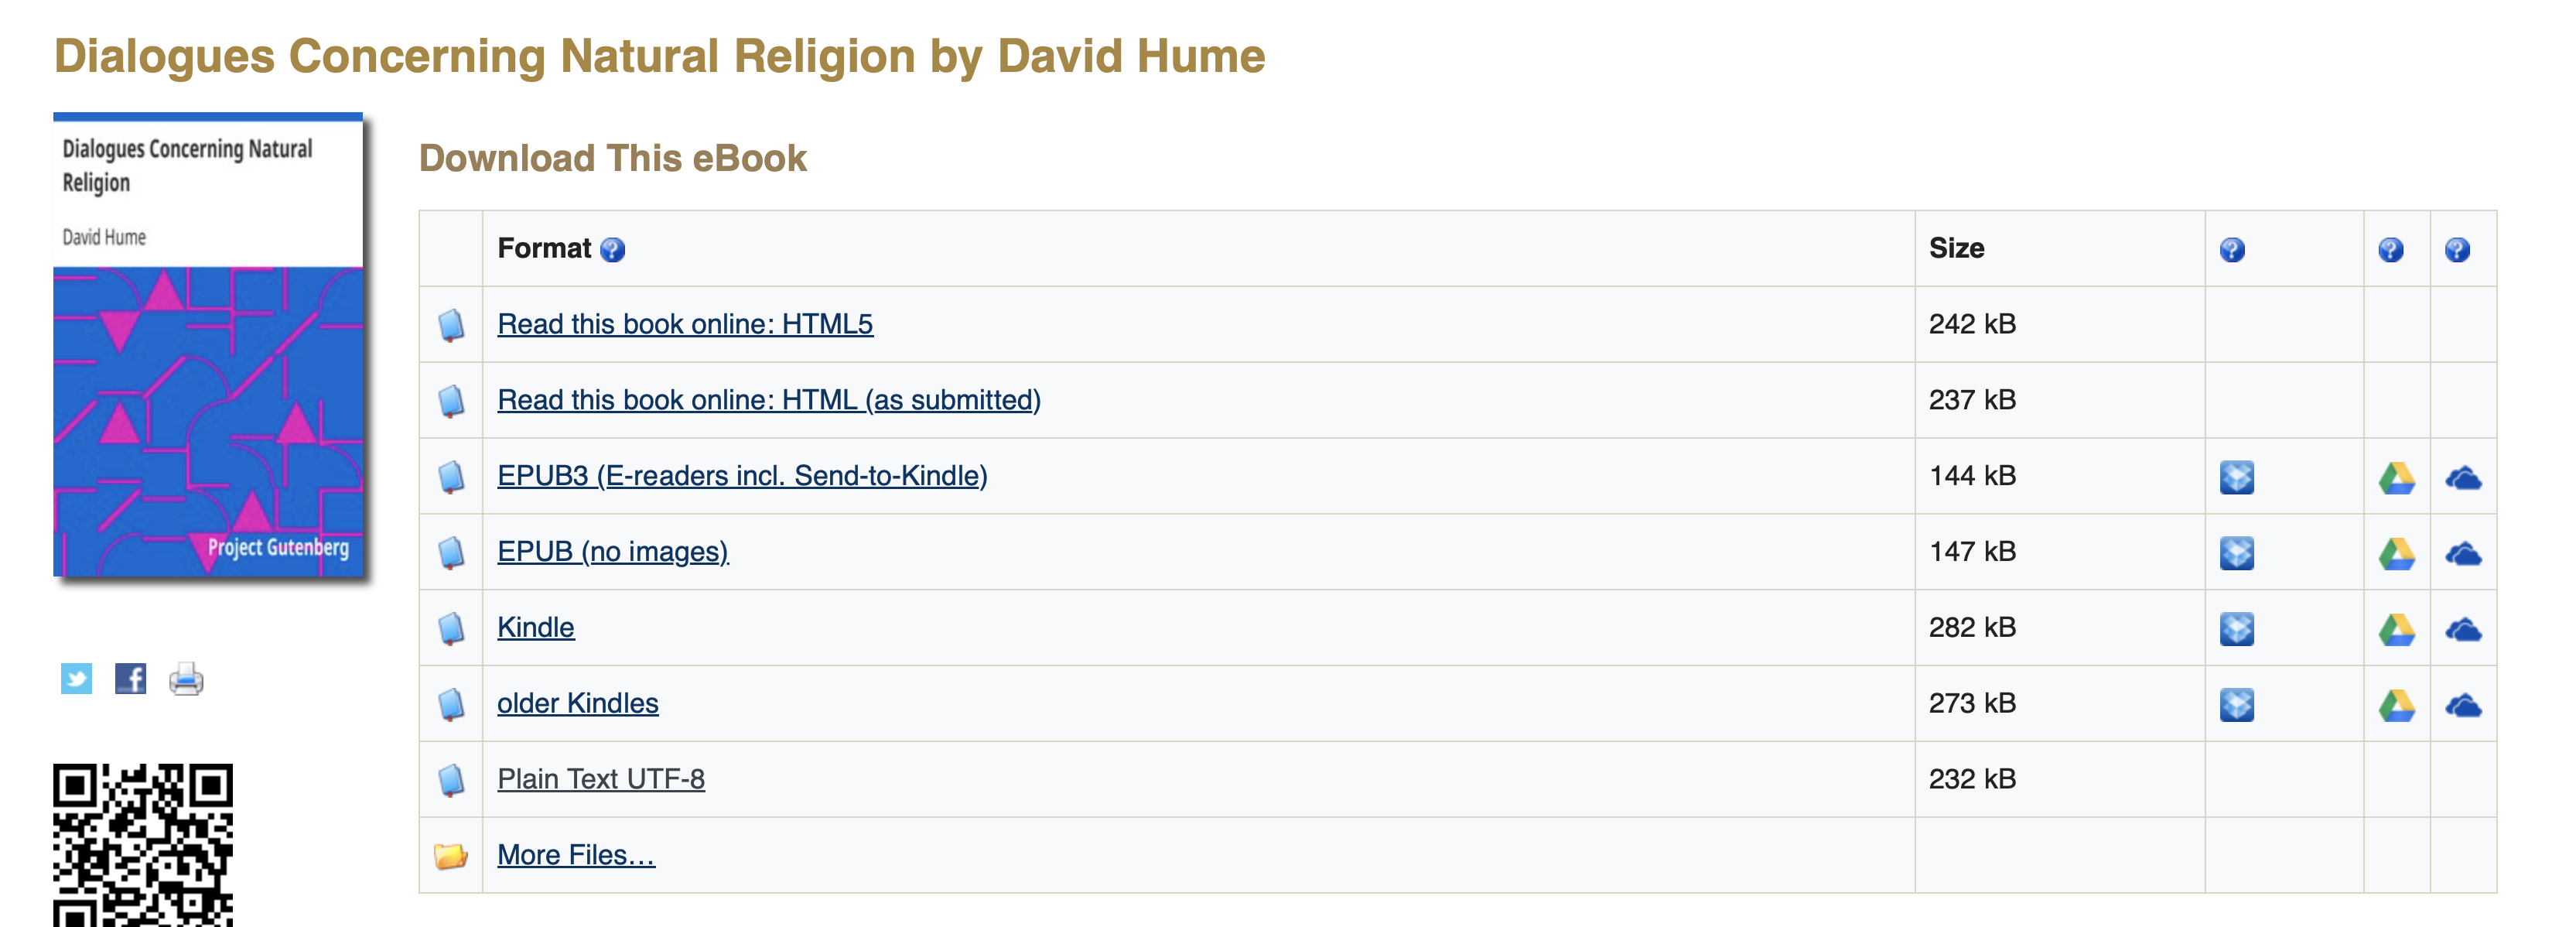 Dialogues Concerning Natural Religion by David Hume
Dialogues Concerning Natural
Religion
David Hume
Project Gutenberg
Download This eBook
Format ? Size ? ? ?
Read this book online: HTML5 242 kB
Read this book online: HTML (as submitted) 237 kB
EPUB3 (E-readers incl. Send-to-Kindle) 144 kB
EPUB (no images) 147 kB
Kindle 282 kB
older Kindles 273 kB
Plain Text UTF-8 232 kB
More Files…